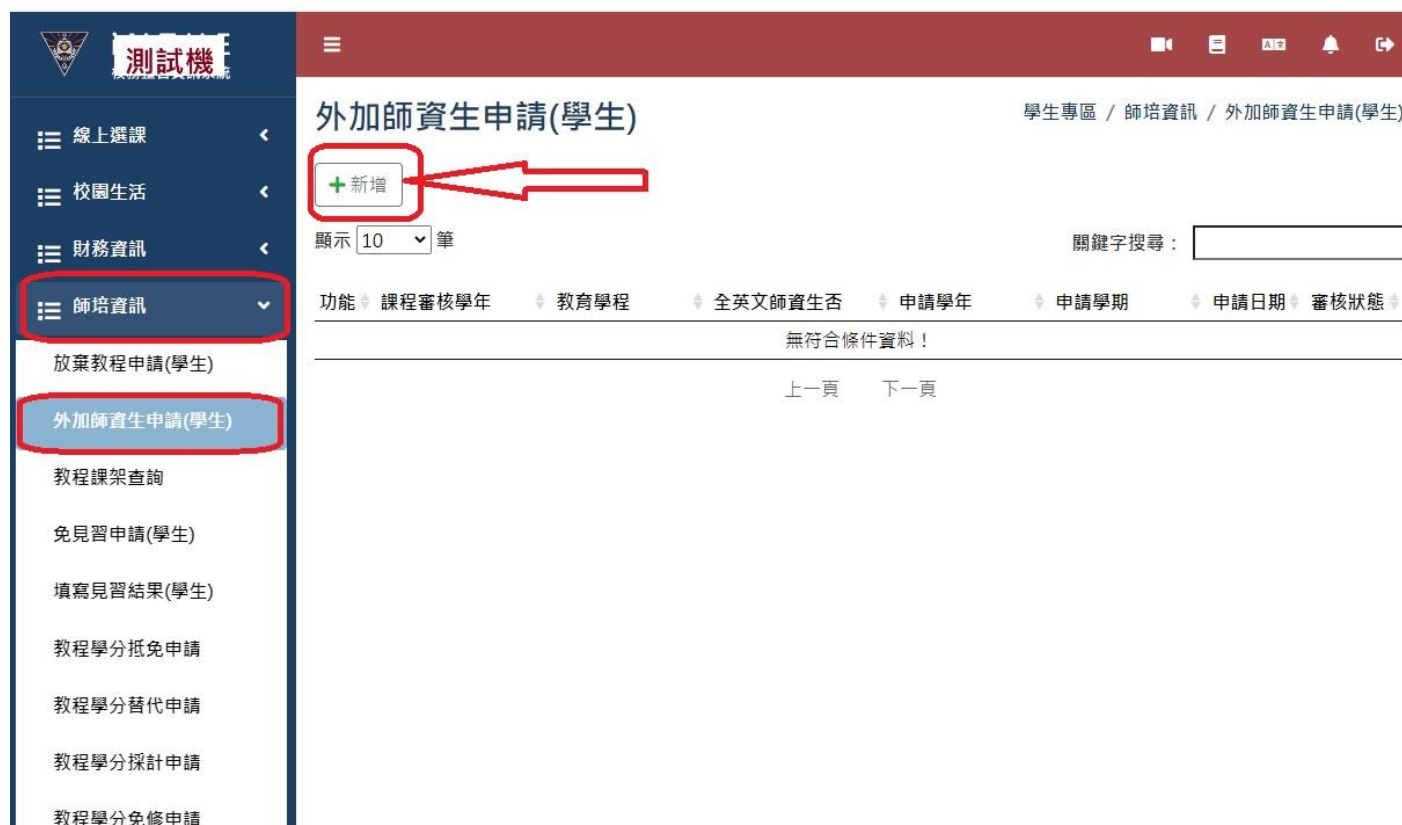 測試機
外加師資生申請(學生)
學生專區 / 師培資訊 / 外加師資生申請(學生)
新增
顯示 10 筆
關鍵字搜尋：
功能 課程審核學年 教育學程 全英文師資生否 申請學年 申請學期 申請日期 審核狀態
無符合條件資料！
上一頁 下一頁
線上選課
校園生活
財務資訊
師培資訊
放棄教程申請(學生)
外加師資生申請(學生)
教程課架查詢
免見習申請(學生)
填寫見習結果(學生)
教程學分抵免申請
教程學分替代申請
教程學分採計申請
教程學分免修申請